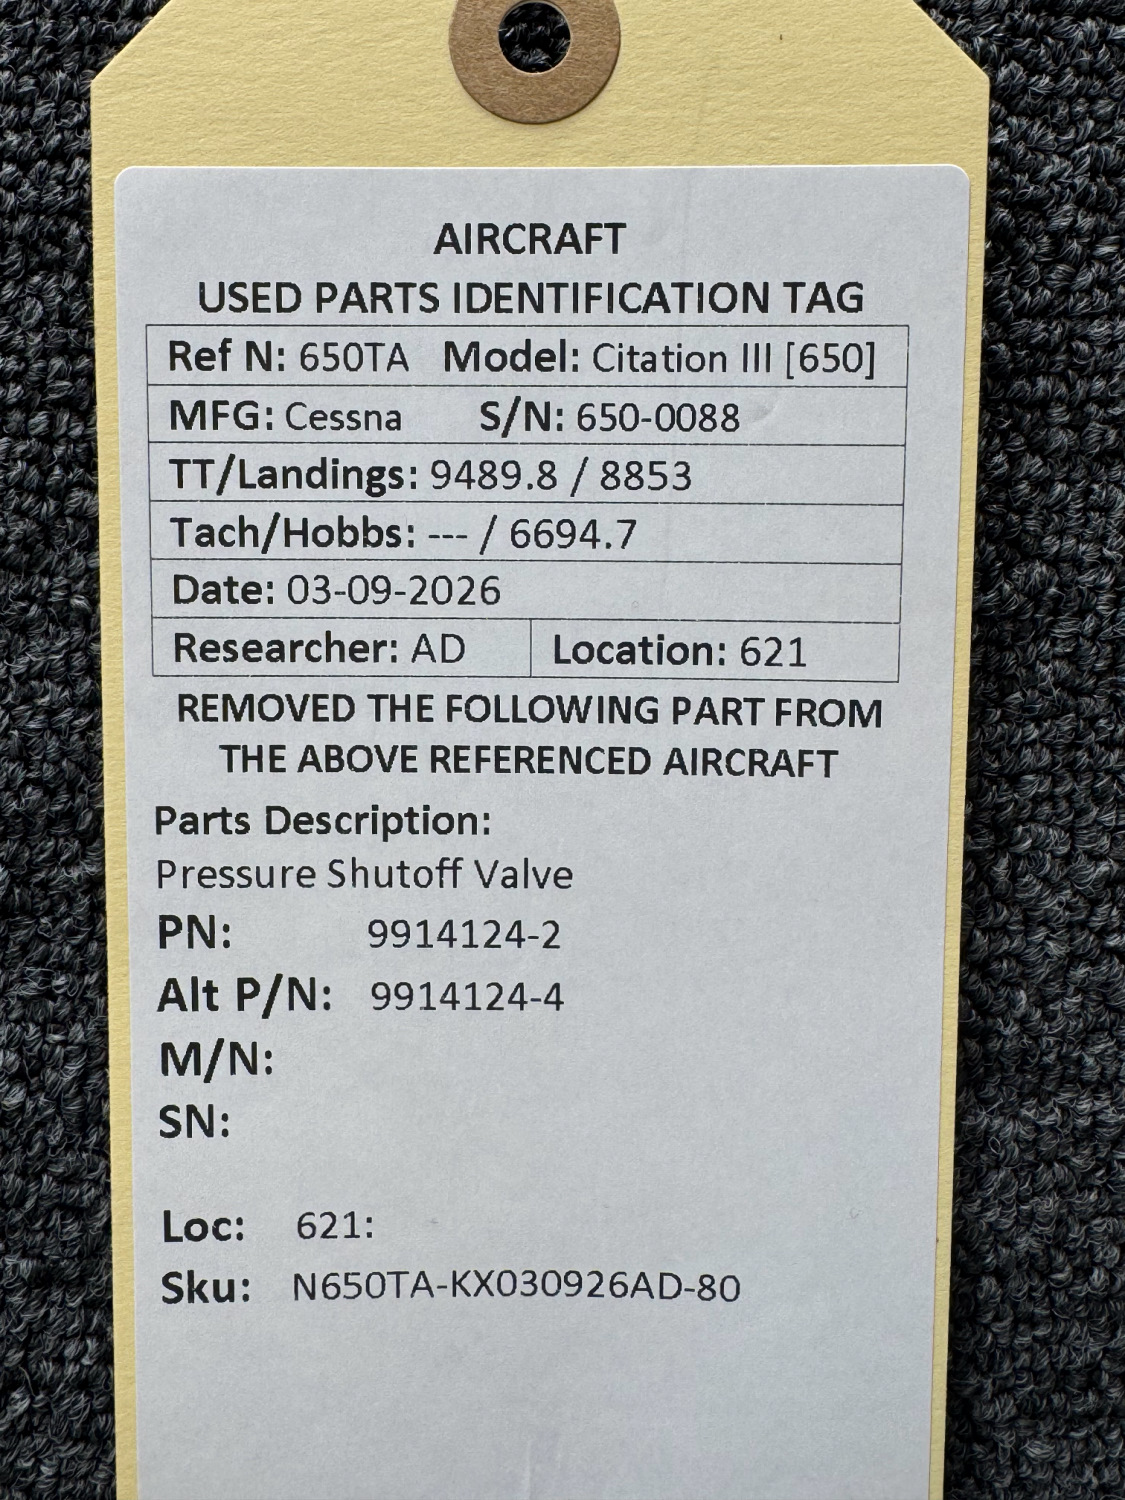 AIRCRAFT
USED PARTS IDENTIFICATION TAG
Ref N: 650TA Model: Citation III [650]
MFG: Cessna S/N: 650-0088
TT/Landings: 9489.8 / 8853
Tach/Hobbs: --- / 6694.7
Date: 03-09-2026
Researcher: AD Location: 621
REMOVED THE FOLLOWING PART FROM
THE ABOVE REFERENCED AIRCRAFT
Parts Description:
Pressure Shutoff Valve
PN: 9914124-2
Alt P/N: 9914124-4
M/N:
SN:
Loc: 621:
Sku: N650TA-KX030926AD-80